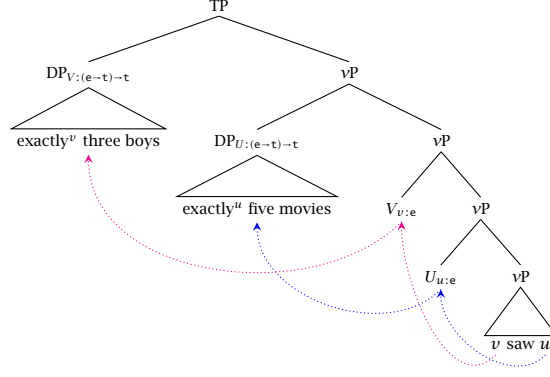 TP
DP_{V:(e→t)→t} vP
exactly^v three boys DP_{U:(e→t)→t} vP
exactly^u five movies V_{v:e} vP
U_{u:e} vP
v saw u